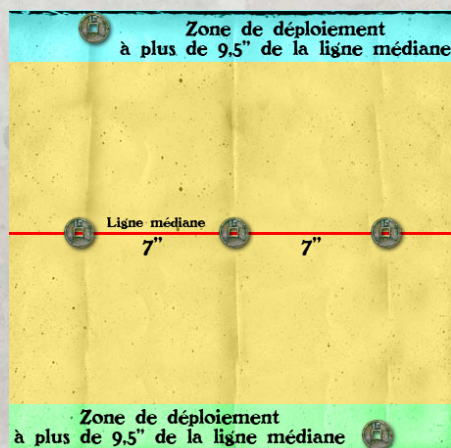 Zone de déploiement
à plus de 9,5” de la ligne médiane
Ligne médiane
7” 7”
Zone de déploiement
à plus de 9,5” de la ligne médiane